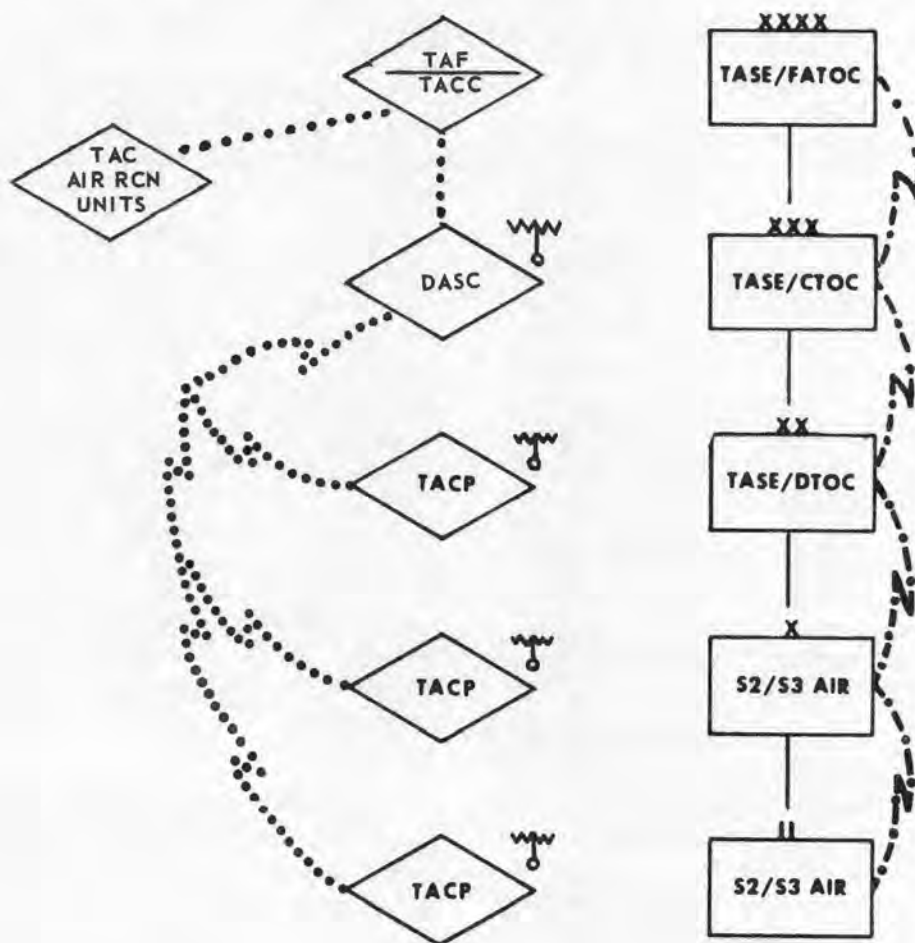 XXXX
TAF
TACC
TASE/FATOC
TAC
AIR RCN
UNITS
XXX
DASC
TASE/CTOC
XX
TACP
TASE/DTOC
X
TACP
S2/S3 AIR
II
TACP
S2/S3 AIR